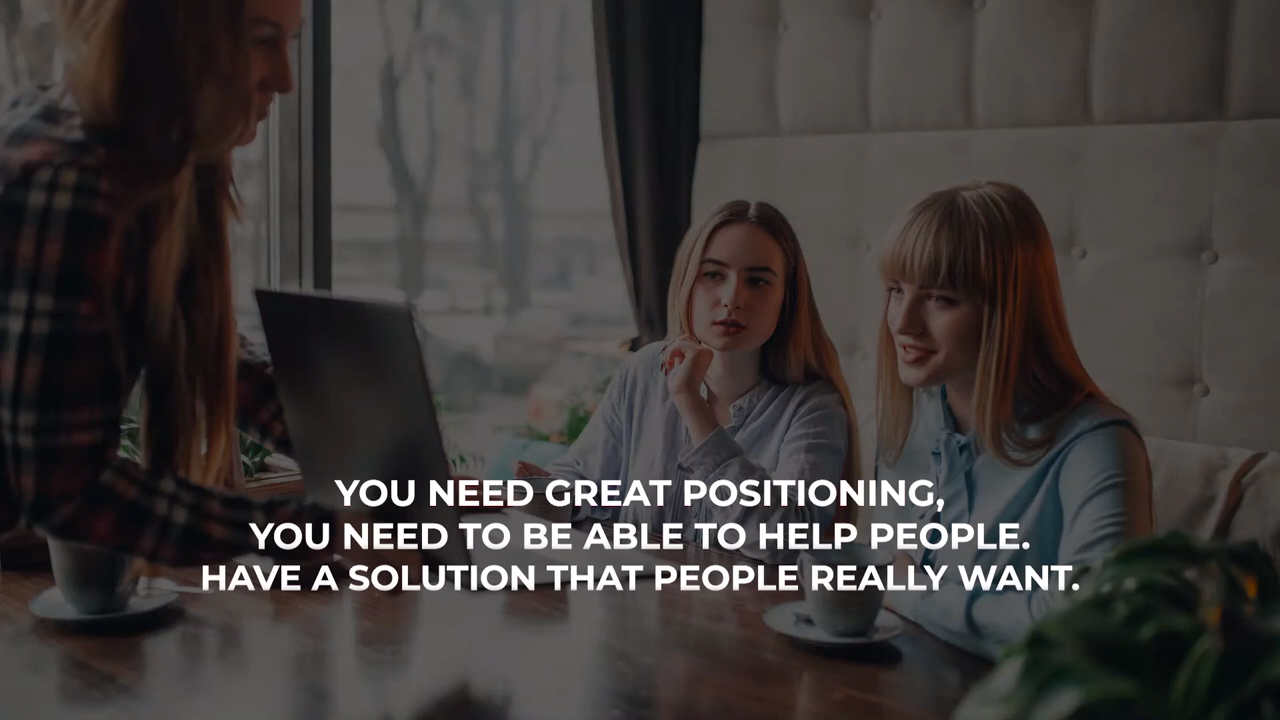 YOU NEED GREAT POSITIONING,
YOU NEED TO BE ABLE TO HELP PEOPLE.
HAVE A SOLUTION THAT PEOPLE REALLY WANT.